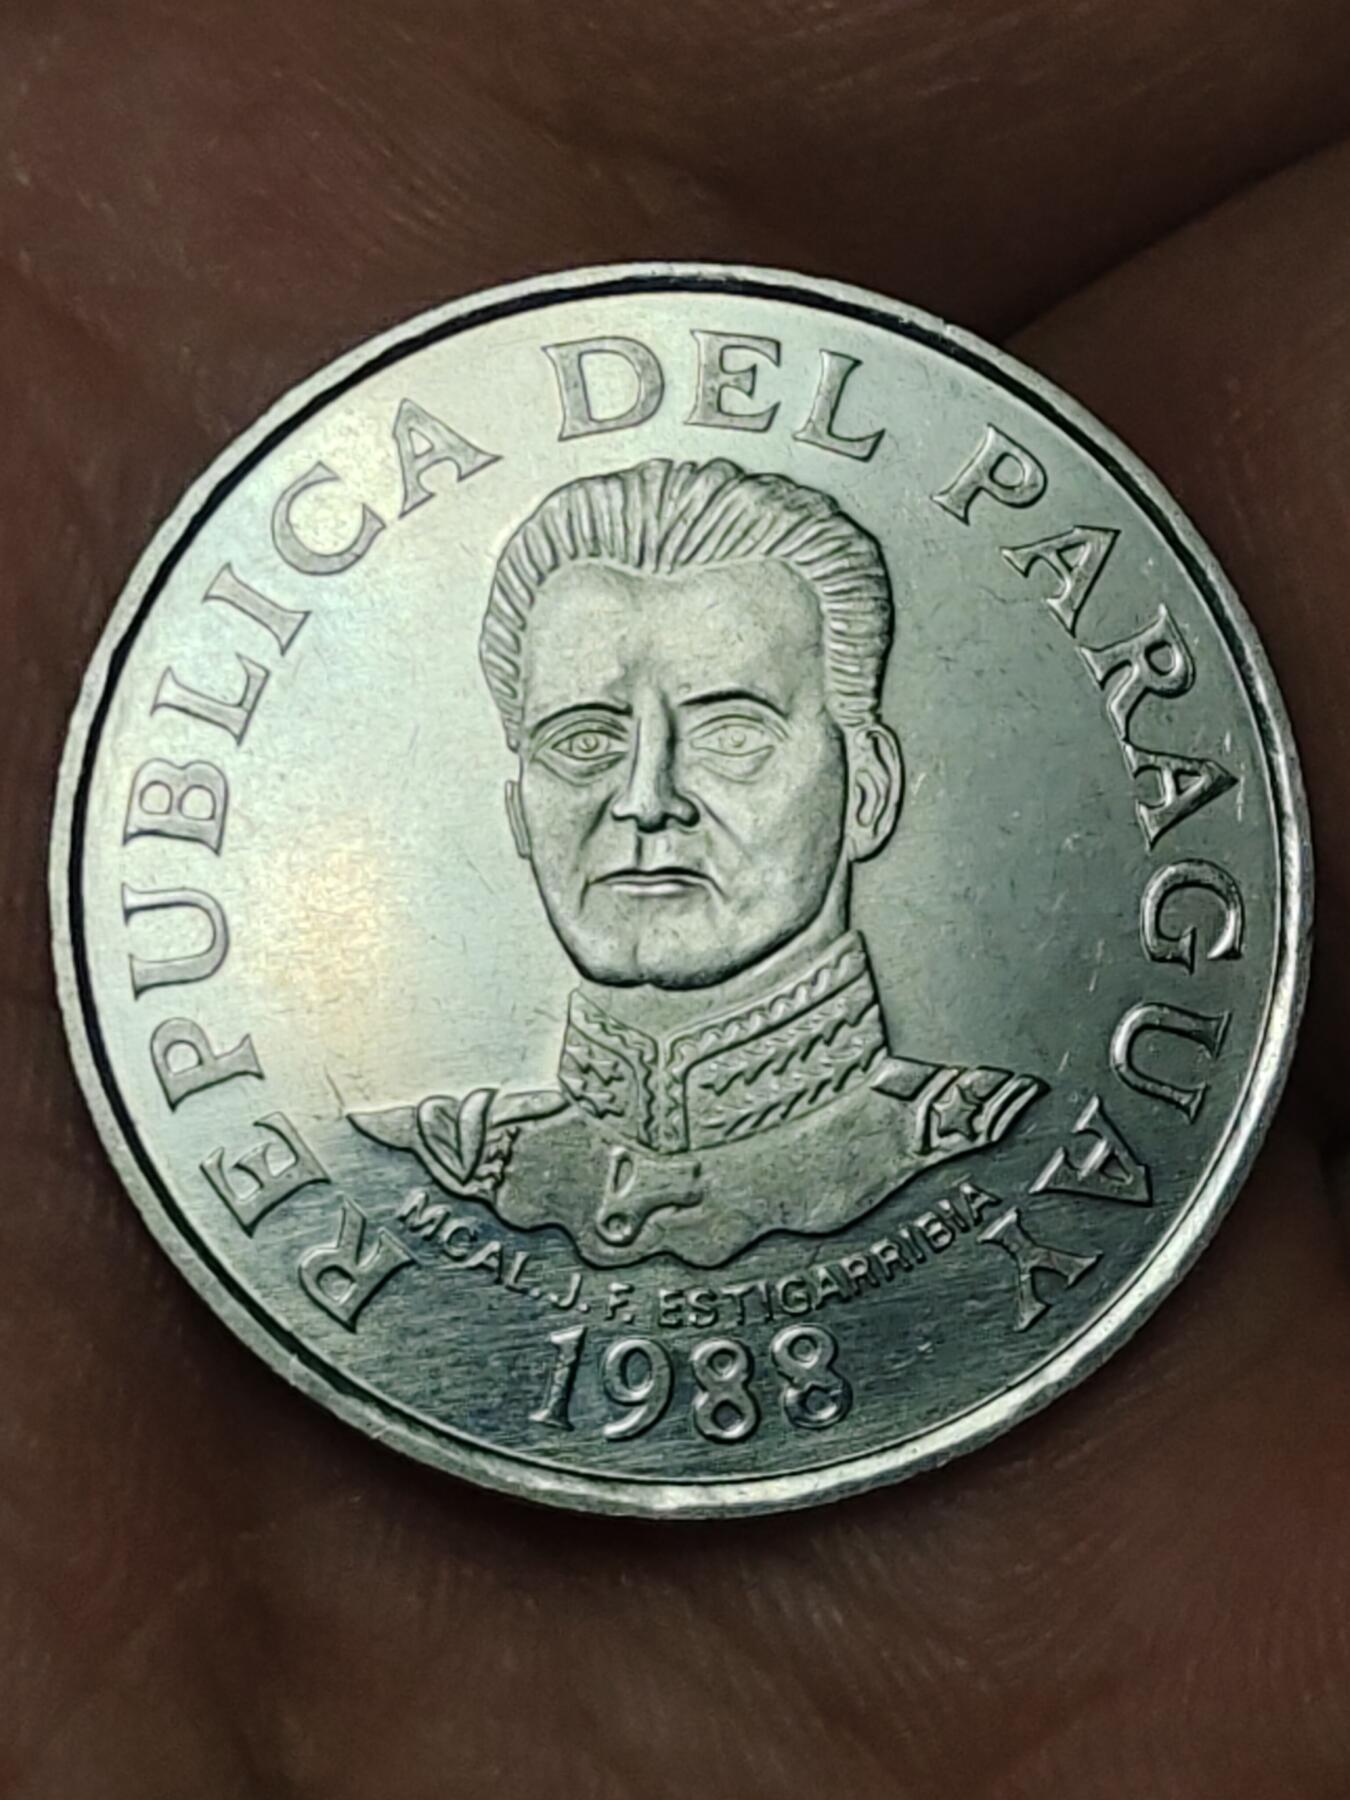 REPUBLICA DEL PARAGUAY
MCAL. J. F. ESTIGARRIBIA
1988